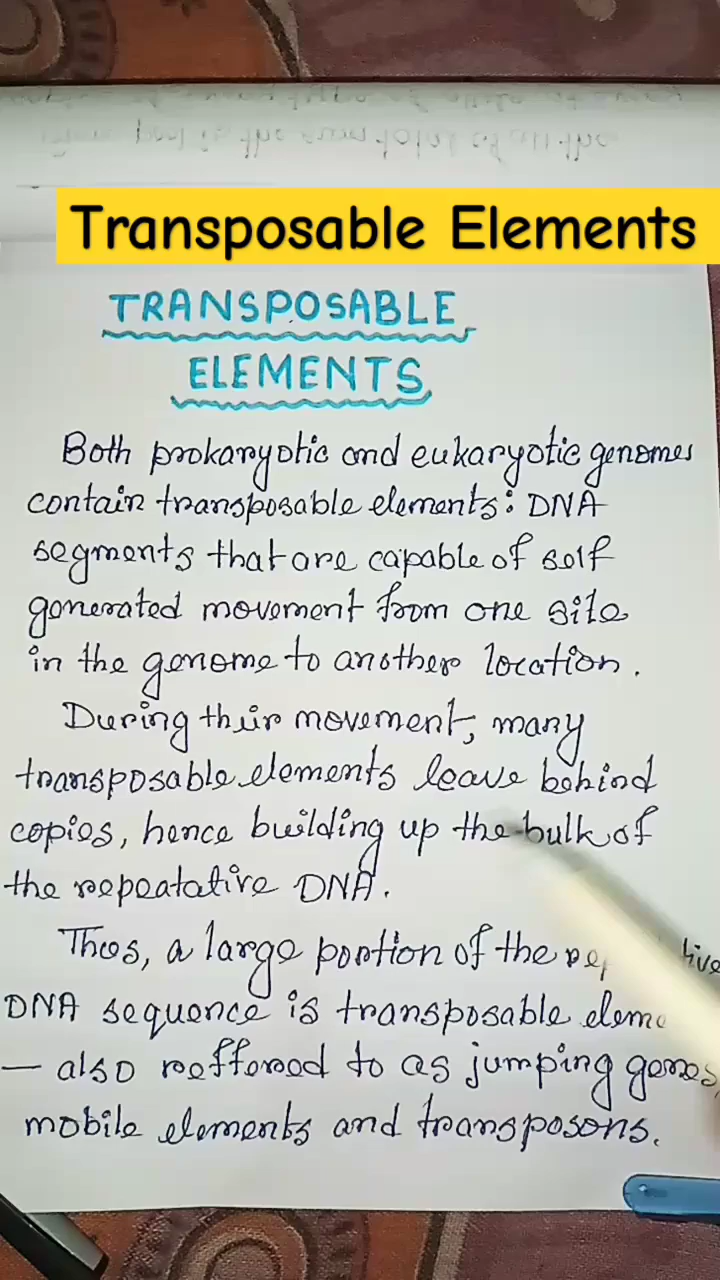 Transposable Elements
TRANSPOSABLE
ELEMENTS
Both prokaryotic and eukaryotic genomes
contain transposable elements: DNA
segments that are capable of self
generated movement from one site
in the genome to another location.
During their movement, many
transposable elements leave behind
copies, hence building up the bulk of
the repeatative DNA.
Thus, a large portion of the
DNA sequence is transposable
— also reffered to as jumping genes,
mobile elements and transposons.